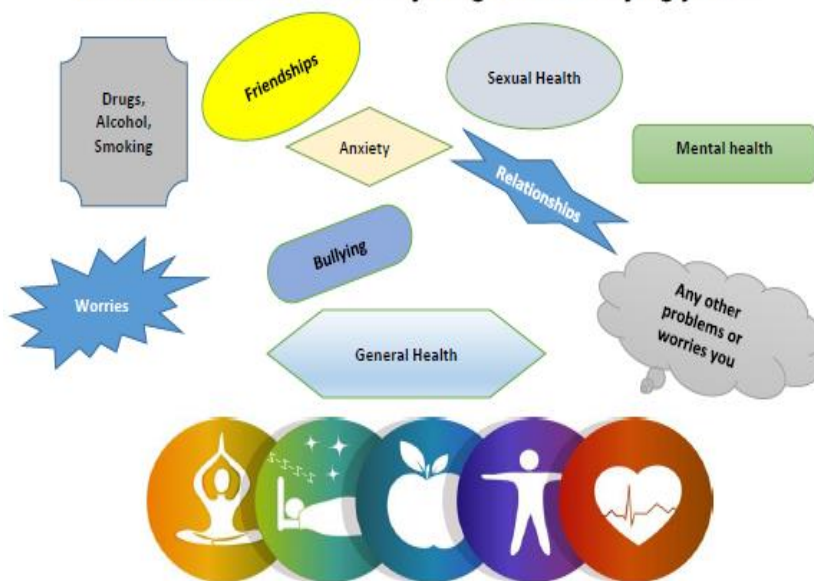 Friendships
Sexual Health
Drugs,
Alcohol,
Smoking
Anxiety
Mental health
Relationships
Bullying
Any other
problems or
worries you
Worries
General Health